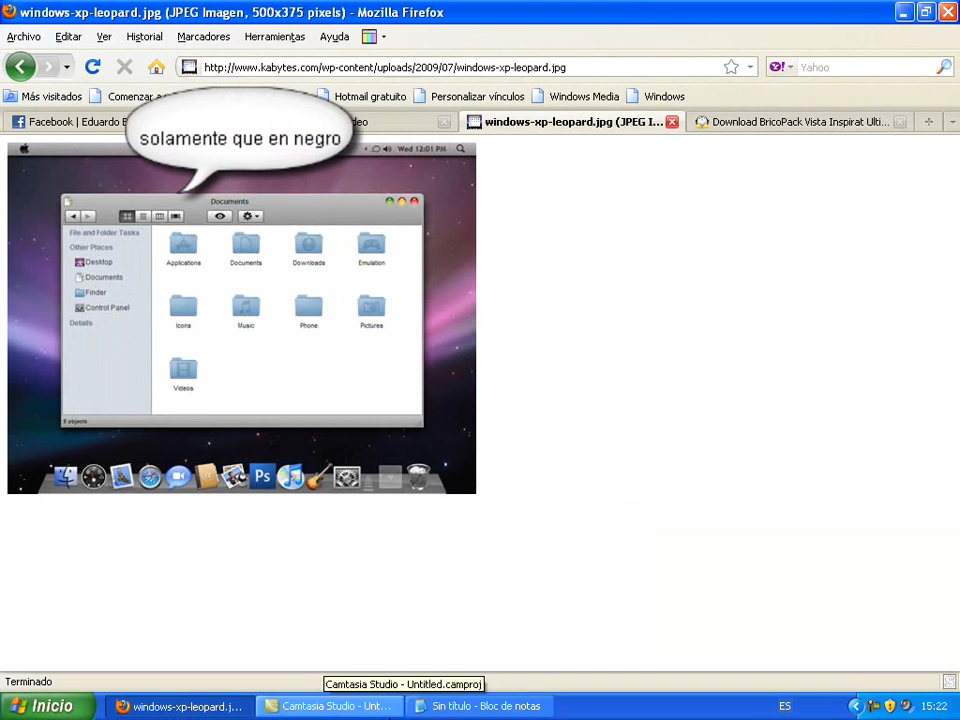 windows-xp-leopard.jpg (JPEG Imagen, 500x375 pixels) - Mozilla Firefox
Archivo Editar Ver Historial Marcadores Herramientas Ayuda
http://www.kabytes.com/wp-content/uploads/2009/07/windows-xp-leopard.jpg
Yahoo
Más visitados Comenzar a Hotmail gratuito Personalizar vínculos Windows Media Windows
Facebook | Eduardo windows-xp-leopard.jpg (JPEG I... Download BricoPack Vista Inspirat Ulti...
solamente que en negro
Wed 12:01 PM
Documents
File and Folder Tasks
Other Places
Desktop
Documents
Finder
Control Panel
Details
Applications Documents Downloads Emulation
Icons Music Phone Pictures
Videos
9 objects
Ps
Terminado
Camtasia Studio - Untitled.camproj
Inicio windows-xp-leopard.j... Camtasia Studio - Unt... Sin título - Bloc de notas ES 15:22